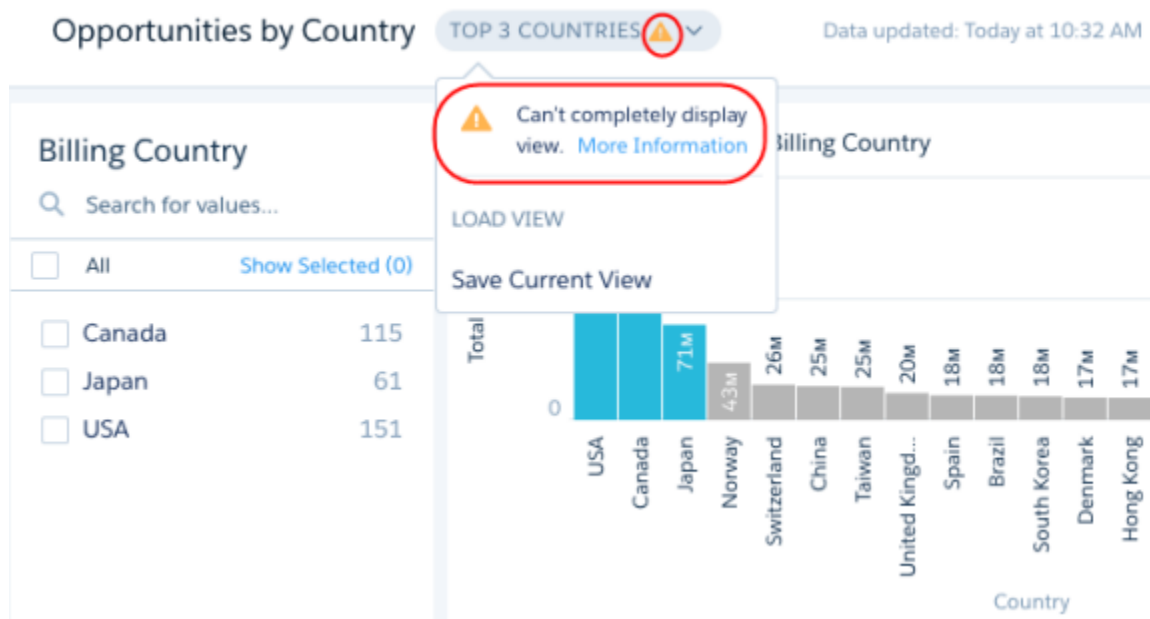 Opportunities by Country
TOP 3 COUNTRIES
Data updated: Today at 10:32 AM
Can't completely display
view. More Information
LOAD VIEW
Save Current View
Billing Country
Search for values...
All
Show Selected (0)
Canada 115
Japan 61
USA 151
Billing Country
Total
0
71M
43M
26M
25M
25M
20M
18M
18M
18M
17M
17M
USA
Canada
Japan
Norway
Switzerland
China
Taiwan
United Kingd...
Spain
Brazil
South Korea
Denmark
Hong Kong
Country